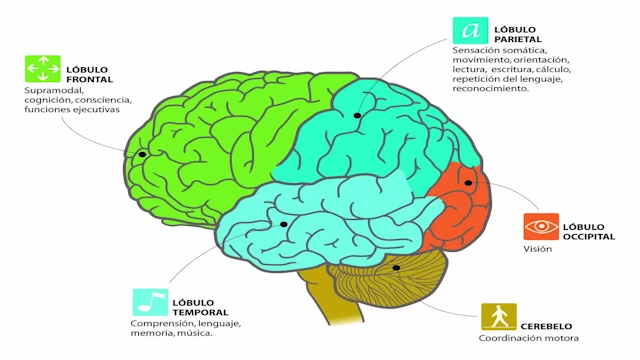 LÓBULO
FRONTAL
Supramodal,
cognición, consciencia,
funciones ejecutivas
a
LÓBULO
PARIETAL
Sensación somática,
movimiento, orientación,
lectura, escritura, cálculo,
repetición del lenguaje,
reconocimiento.
LÓBULO
OCCIPITAL
Visión
LÓBULO
TEMPORAL
Comprensión, lenguaje,
memoria, música.
CEREBELO
Coordinación motora